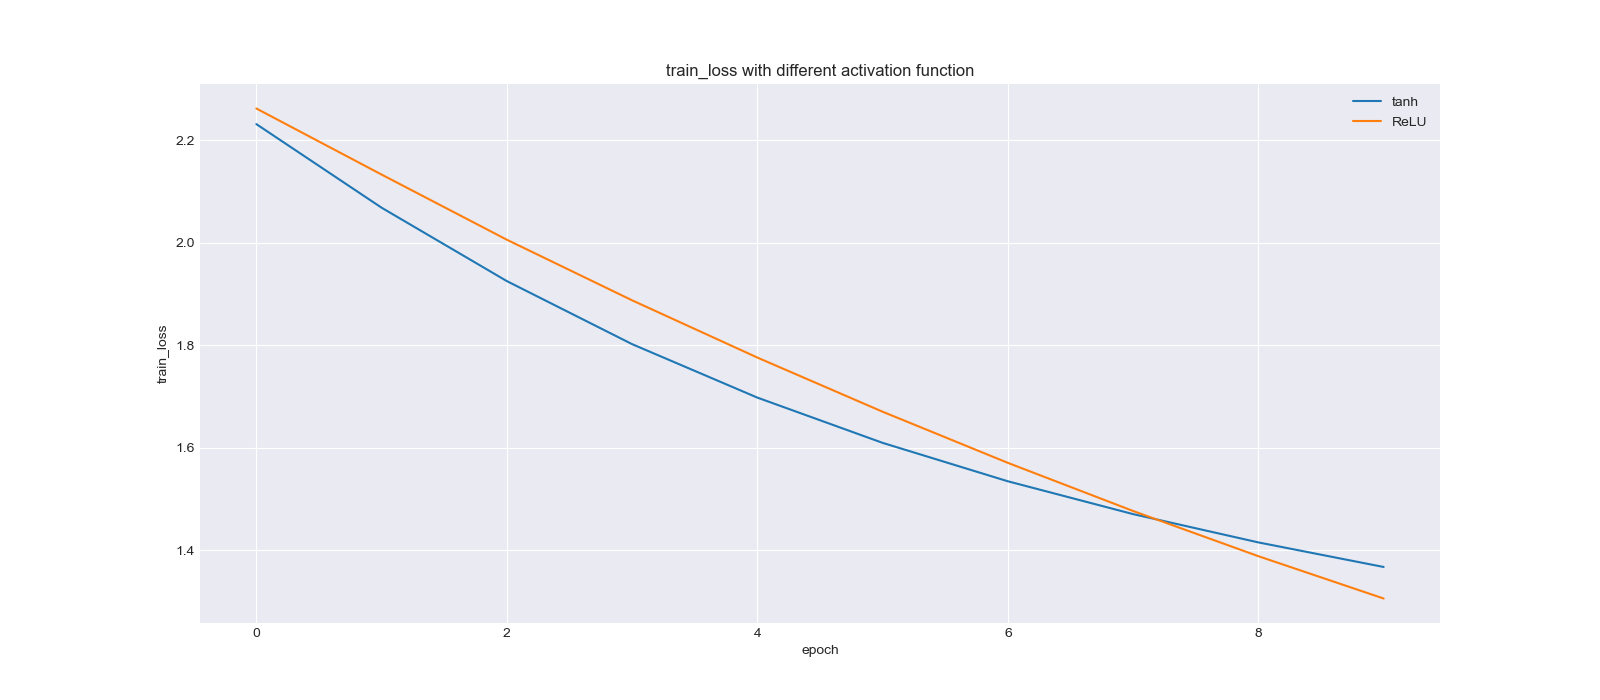 train_loss with different activation function
tanh
ReLU
2.2
2.0
1.8
1.6
1.4
train_loss
0 2 4 6 8
epoch